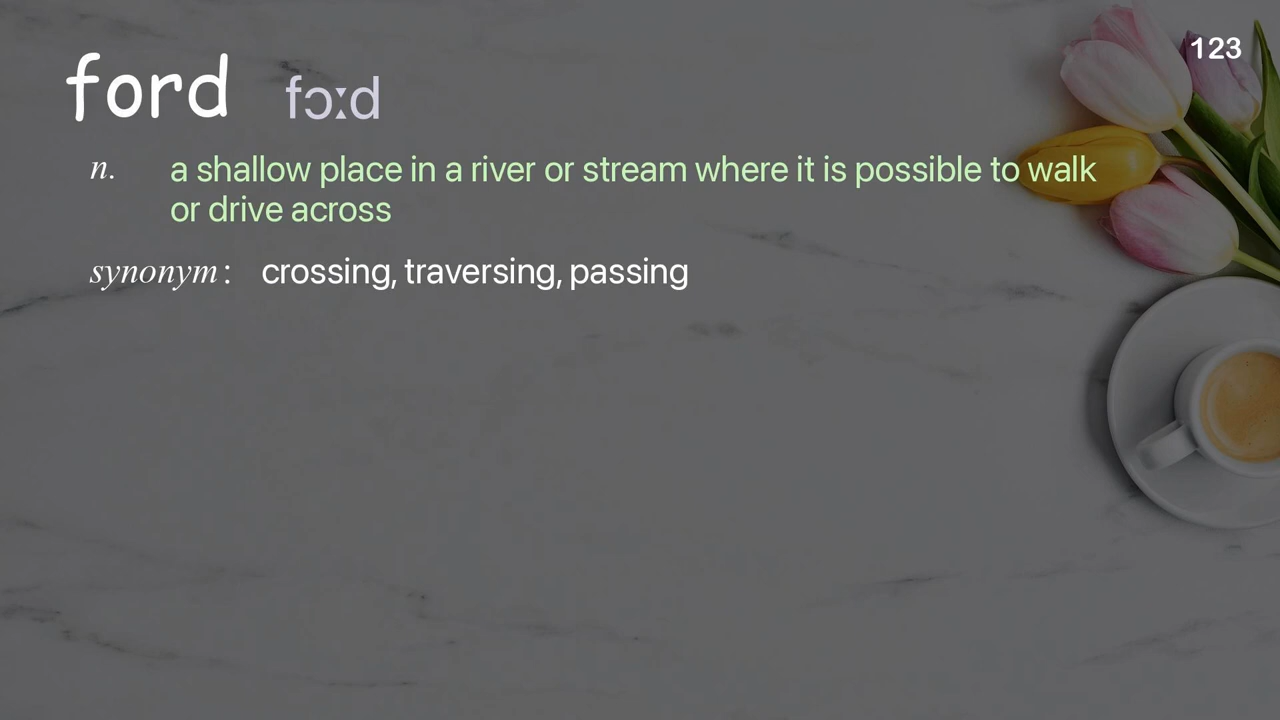 123
ford fɔːd
n. a shallow place in a river or stream where it is possible to walk
or drive across
synonym: crossing, traversing, passing